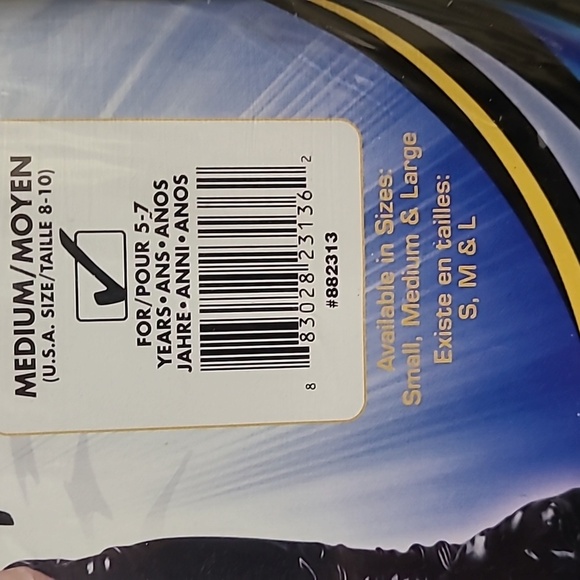 MEDIUM/MOYEN
(U.S.A. SIZE/TAILLE 8-10)
FOR/POUR 5-7
YEARS•ANS•AÑOS
JAHRE•ANNI•ANOS
8 83028 23136 2
#882313
Available in Sizes:
Small, Medium & Large
Existe en tailles:
S, M & L